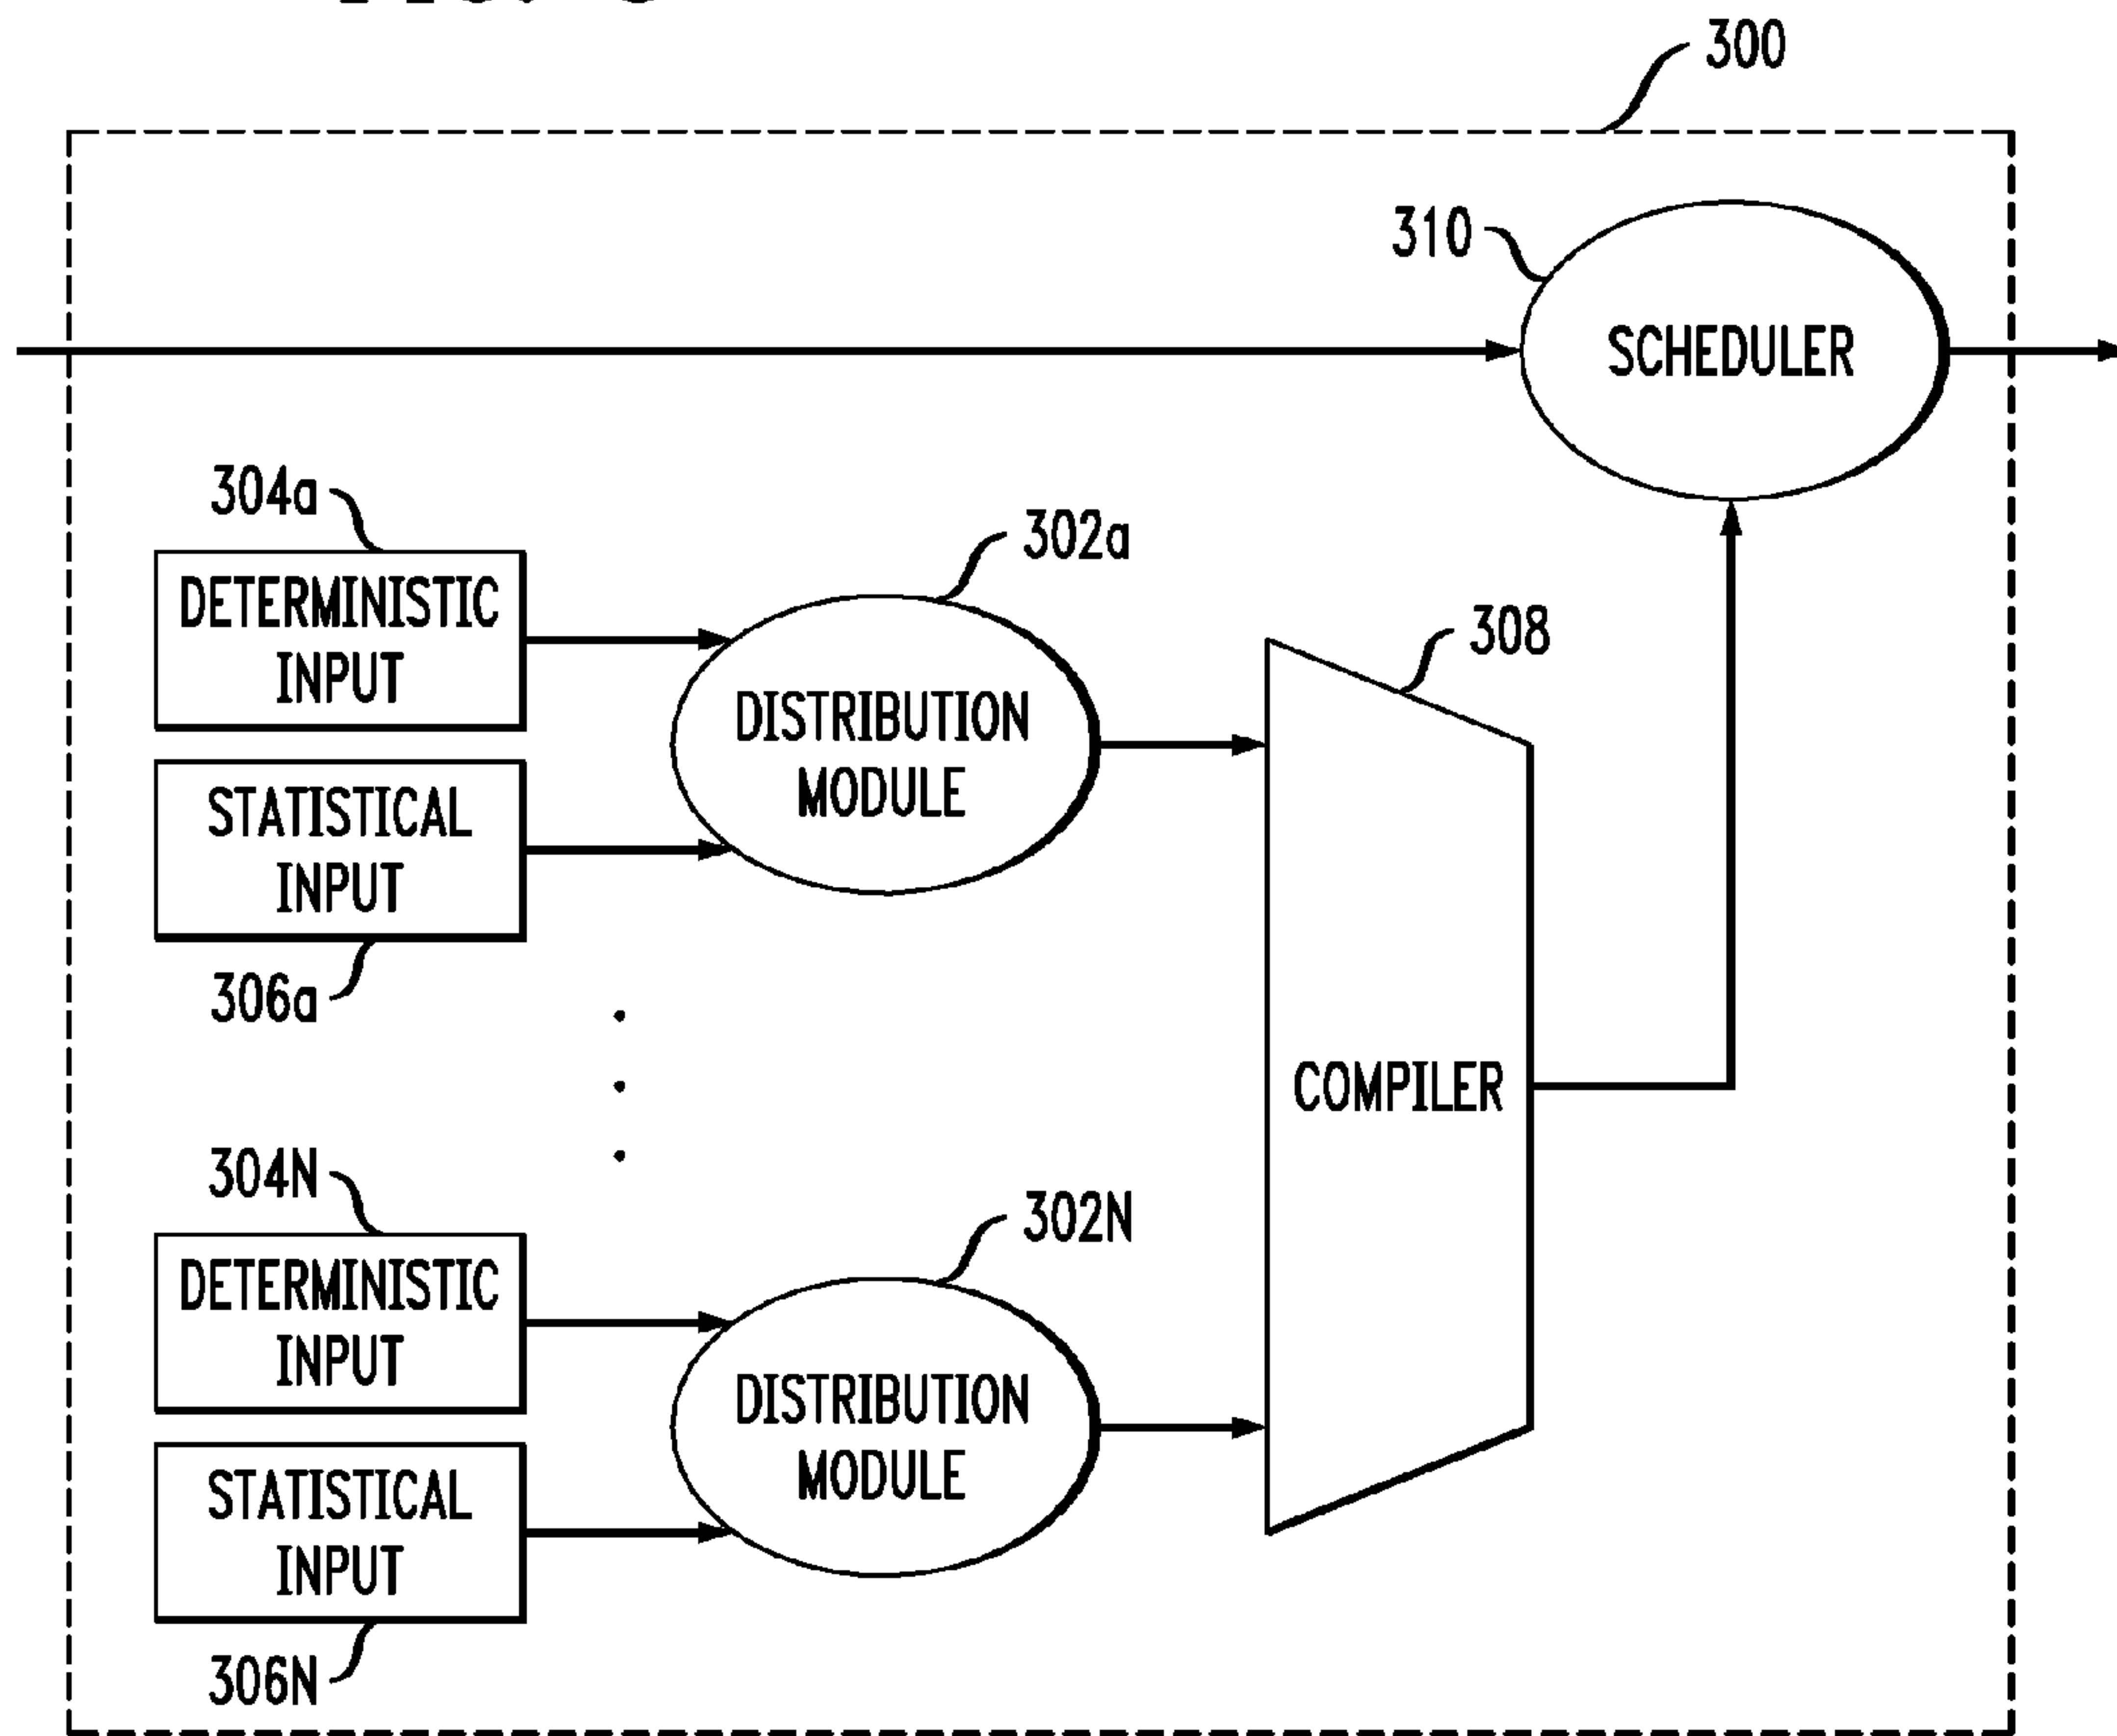 300
310
SCHEDULER
304a
302a
DETERMINISTIC
INPUT
308
DISTRIBUTION
MODULE
STATISTICAL
INPUT
306a
COMPILER
304N
302N
DETERMINISTIC
INPUT
DISTRIBUTION
MODULE
STATISTICAL
INPUT
306N